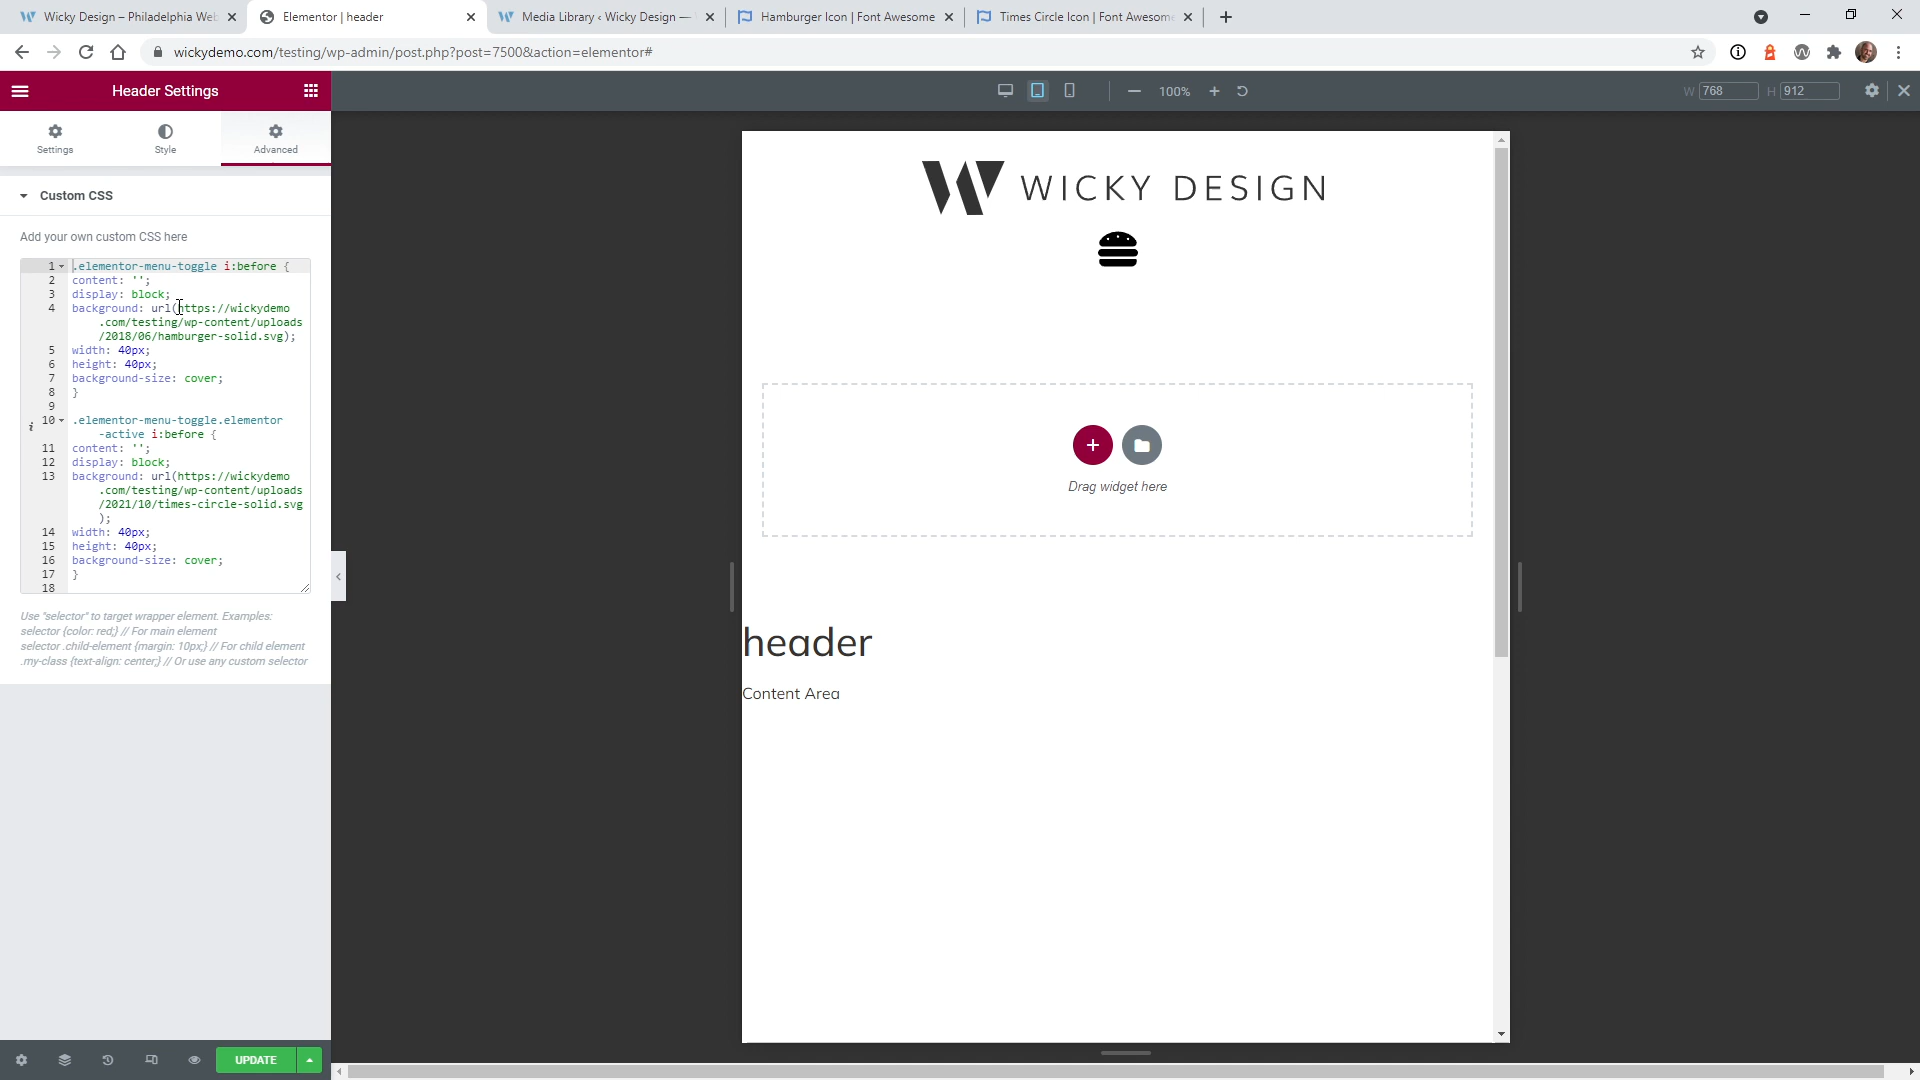 Wicky Design – Philadelphia Web
Elementor | header
Media Library ‹ Wicky Design —
Hamburger Icon | Font Awesome
Times Circle Icon | Font Awesome
wickydemo.com/testing/wp-admin/post.php?post=7500&action=elementor#
Header Settings
100%
W 768 H 912
Settings
Style
Advanced
Custom CSS
Add your own custom CSS here
1 .elementor-menu-toggle i:before {
2 content: '';
3 display: block;
4 background: url(https://wickydemo
.com/testing/wp-content/uploads
/2018/06/hamburger-solid.svg);
5 width: 40px;
6 height: 40px;
7 background-size: cover;
8 }
9
10 .elementor-menu-toggle.elementor
-active i:before {
11 content: '';
12 display: block;
13 background: url(https://wickydemo
.com/testing/wp-content/uploads
/2021/10/times-circle-solid.svg
);
14 width: 40px;
15 height: 40px;
16 background-size: cover;
17 }
18
Use "selector" to target wrapper element. Examples:
selector {color: red;} // For main element
selector .child-element {margin: 10px;} // For child element
.my-class {text-align: center;} // Or use any custom selector
UPDATE
WICKY DESIGN
Drag widget here
header
Content Area